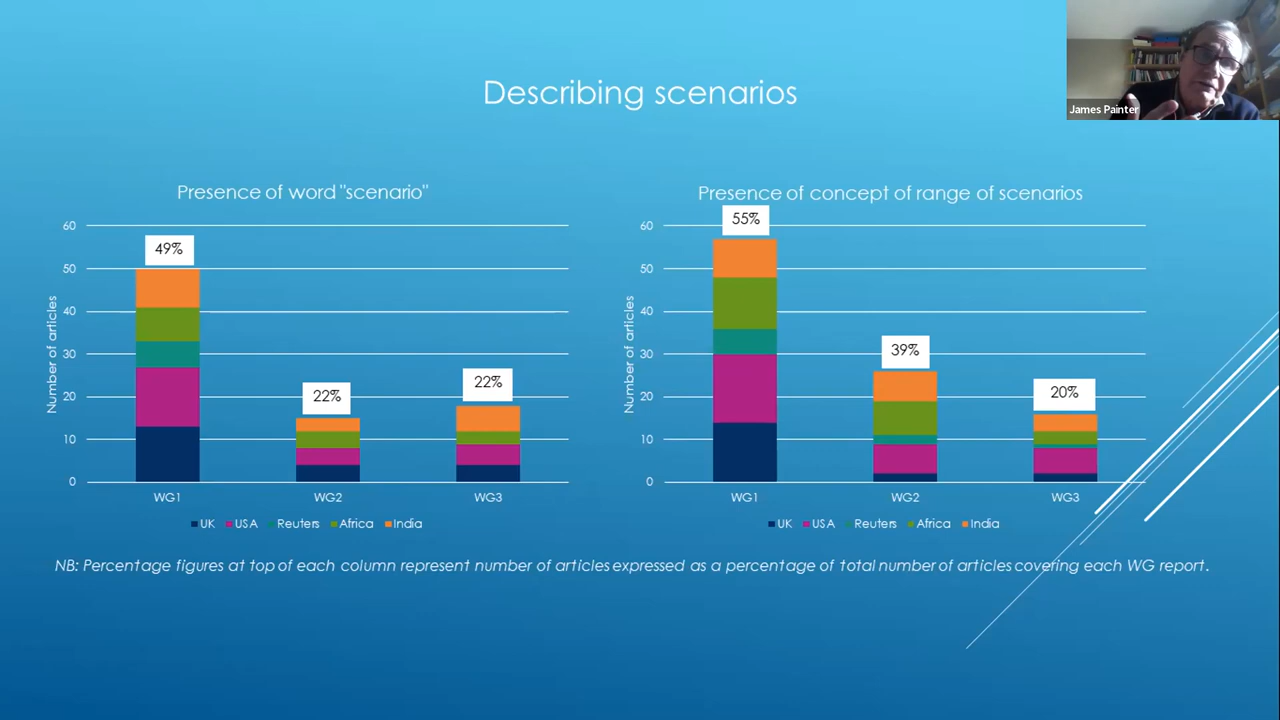 James Painter
Describing scenarios
Presence of word "scenario"
60
50
40
30
20
10
0
Number of articles
49%
22%
22%
WG1
WG2
WG3
UK
USA
Reuters
Africa
India
Presence of concept of range of scenarios
60
50
40
30
20
10
0
Number of articles
55%
39%
20%
WG1
WG2
WG3
UK
USA
Reuters
Africa
India
NB: Percentage figures at top of each column represent number of articles expressed as a percentage of total number of articles covering each WG report.